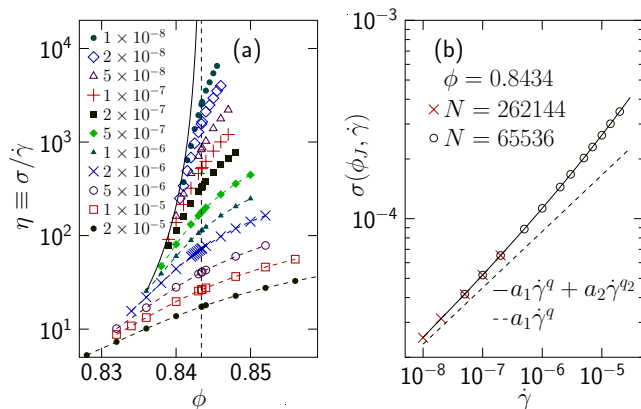 (a)
η ≡ σ/γ̇
10⁴
10³
10²
10¹
1 × 10⁻⁸
2 × 10⁻⁸
5 × 10⁻⁸
1 × 10⁻⁷
2 × 10⁻⁷
5 × 10⁻⁷
1 × 10⁻⁶
2 × 10⁻⁶
5 × 10⁻⁶
1 × 10⁻⁵
2 × 10⁻⁵
0.83 0.84 0.85
ϕ
(b)
σ(ϕ_J, γ̇)
10⁻³
10⁻⁴
ϕ = 0.8434
N = 262144
N = 65536
a₁γ̇^q + a₂γ̇^q₂
a₁γ̇^q
10⁻⁸ 10⁻⁷ 10⁻⁶ 10⁻⁵
γ̇